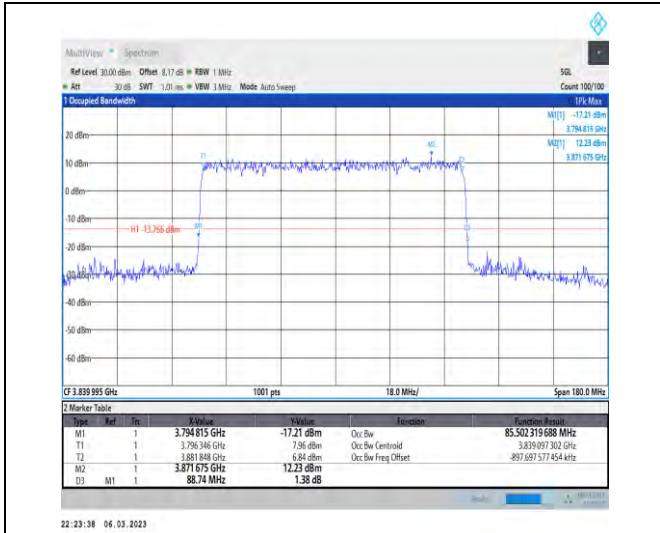 MultiView Spectrum
Ref Level 30.00 dBm Offset 8.17 dB RBW 1 MHz SGL
Att 30 dB SWT 1.01 ms VBW 3 MHz Mode Auto Sweep Count 100/100
1 Occupied Bandwidth 1Pk Max
M1[1] -17.21 dBm
3.794 815 GHz
M2[1] 12.23 dBm
3.871 675 GHz
20 dBm
M2
T1
10 dBm
0 dBm
-10 dBm
H1 -13.766 dBm
M1
D3
-40 dBm
-50 dBm
-60 dBm
CF 3.839 995 GHz 1001 pts 18.0 MHz/ Span 180.0 MHz
2 Marker Table
Type Ref Trc X-Value Y-Value Function Function Result
M1 1 3.794 815 GHz -17.21 dBm Occ Bw 85.502 319 688 MHz
T1 1 3.796 346 GHz 7.96 dBm Occ Bw Centroid 3.839 097 302 GHz
T2 1 3.881 848 GHz 6.84 dBm Occ Bw Freq Offset -897.697 577 454 kHz
M2 1 3.871 675 GHz 12.23 dBm
D3 M1 1 88.74 MHz 1.38 dB
22:23:38 06.03.2023